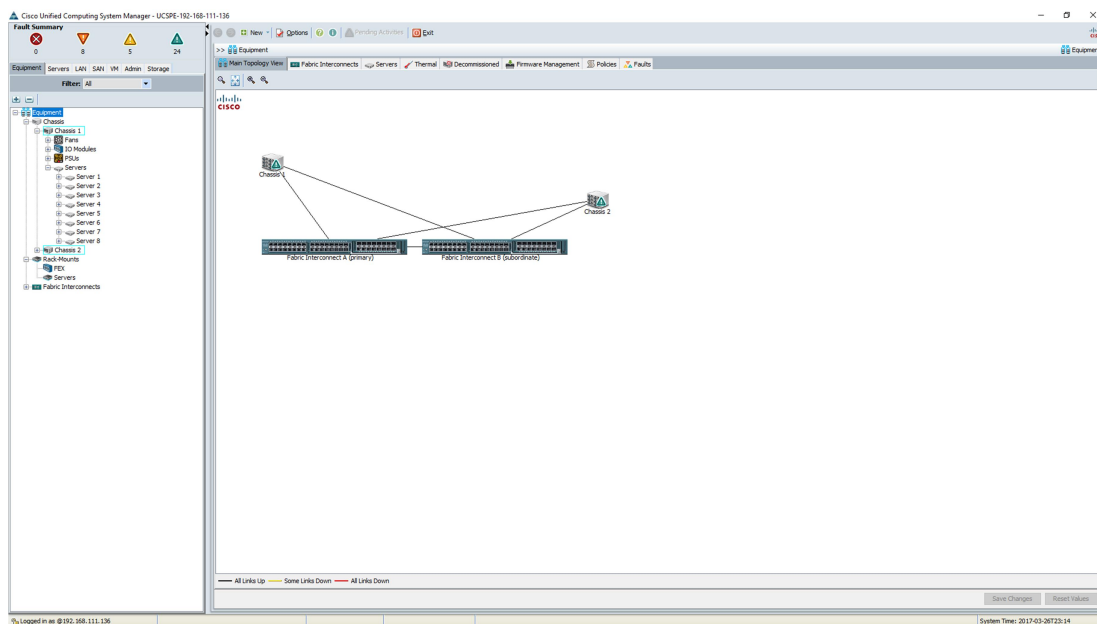 Cisco Unified Computing System Manager - UCSPE-192-168-111-136
Fault Summary
0 8 5 24
New Options Pending Activities Exit
>> Equipment Equipmen
Equipment Servers LAN SAN VM Admin Storage
Main Topology View Fabric Interconnects Servers Thermal Decommissioned Firmware Management Policies Faults
Filter: All
Equipment
Chassis
Chassis 1
Fans
IO Modules
PSUs
Servers
Server 1
Server 2
Server 3
Server 4
Server 5
Server 6
Server 7
Server 8
Chassis 2
Rack-Mounts
FEX
Servers
Fabric Interconnects
CISCO
Chassis 1
Chassis 2
Fabric Interconnect A (primary)
Fabric Interconnect B (subordinate)
All Links Up Some Links Down All Links Down
Save Changes Reset Values
Logged in as @192.168.111.136
System Time: 2017-03-26T23:14